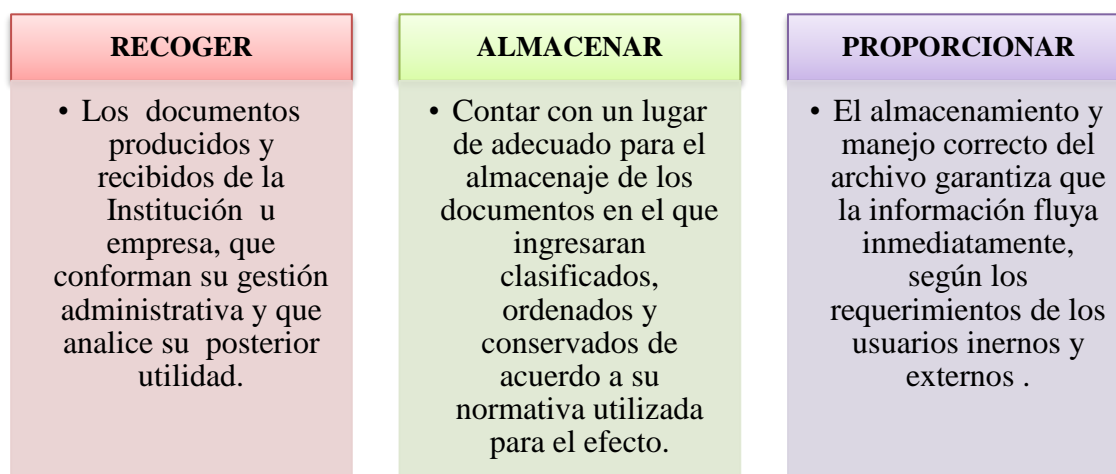 RECOGER
• Los documentos
producidos y
recibidos de la
Institución u
empresa, que
conforman su gestión
administrativa y que
analice su posterior
utilidad.
ALMACENAR
• Contar con un lugar
de adecuado para el
almacenaje de los
documentos en el que
ingresaran
clasificados,
ordenados y
conservados de
acuerdo a su
normativa utilizada
para el efecto.
PROPORCIONAR
• El almacenamiento y
manejo correcto del
archivo garantiza que
la información fluya
inmediatamente,
según los
requerimientos de los
usuarios inernos y
externos .